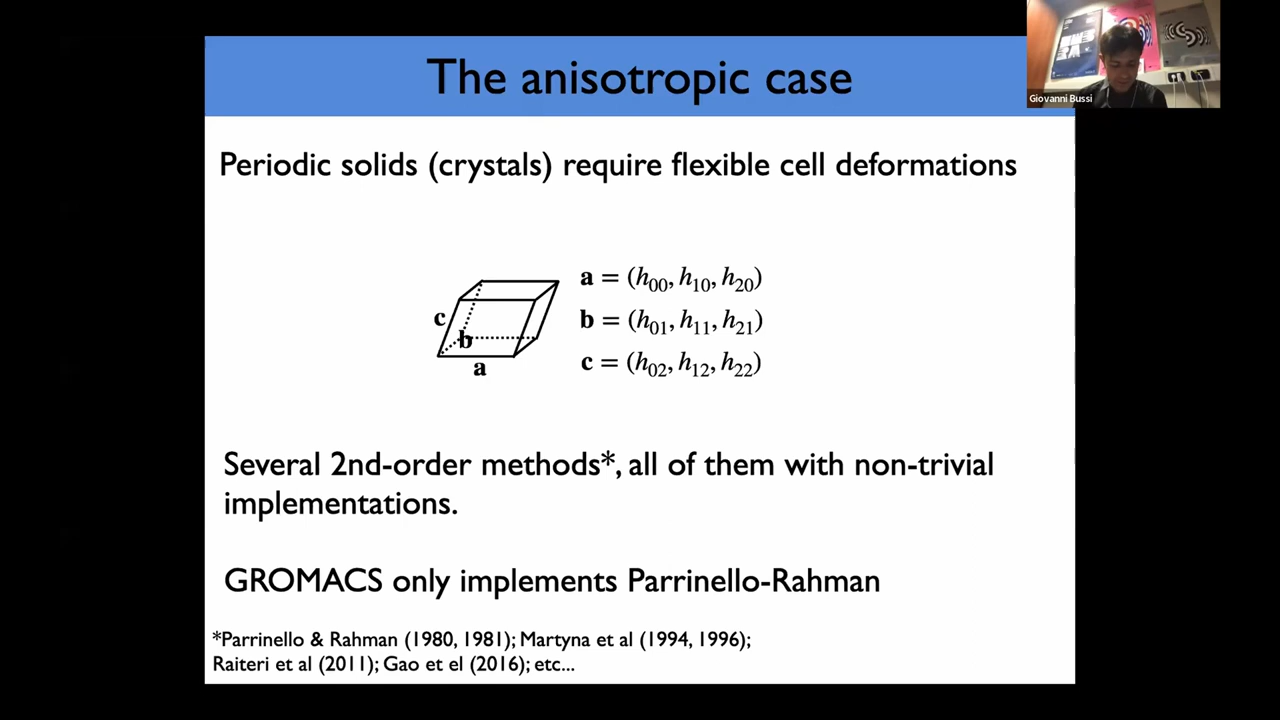 The anisotropic case
Giovanni Bussi
Periodic solids (crystals) require flexible cell deformations
a = (h₀₀, h₁₀, h₂₀)
b = (h₀₁, h₁₁, h₂₁)
c = (h₀₂, h₁₂, h₂₂)
c
b
a
Several 2nd-order methods*, all of them with non-trivial
implementations.
GROMACS only implements Parrinello-Rahman
*Parrinello & Rahman (1980, 1981); Martyna et al (1994, 1996);
Raiteri et al (2011); Gao et el (2016); etc...